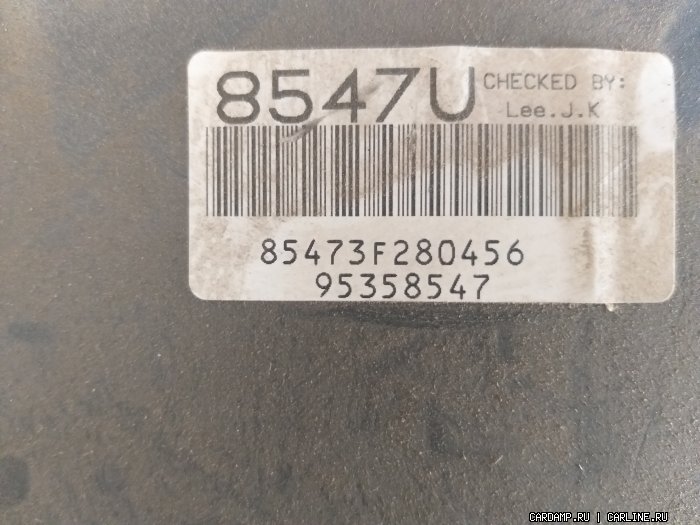 8547U
CHECKED BY:
Lee.J.K
85473F280456
95358547
CARDAMP.RU | CARLINE.RU